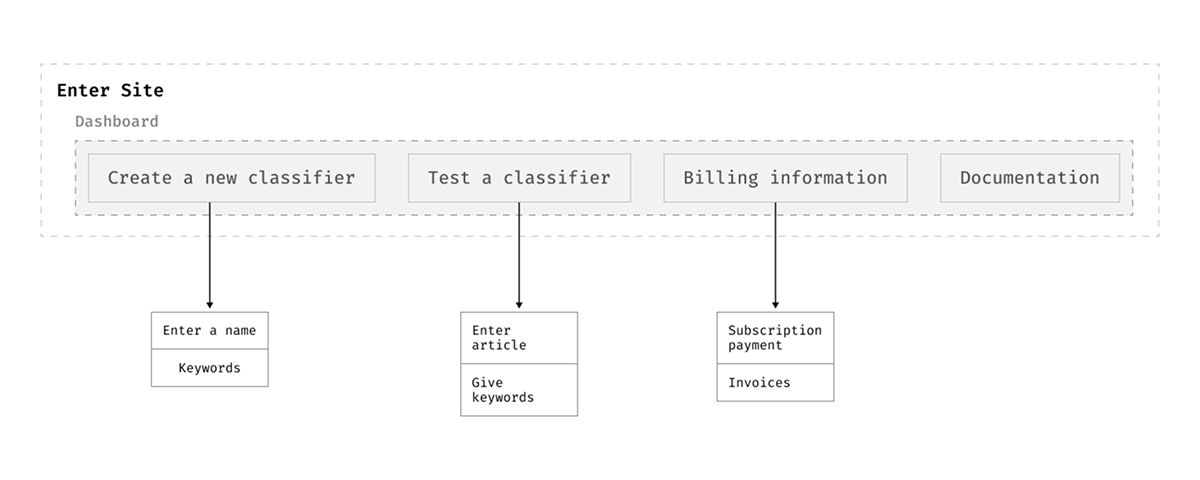 Enter Site
Dashboard
Create a new classifier
Test a classifier
Billing information
Documentation
Enter a name
Keywords
Enter
article
Give
keywords
Subscription
payment
Invoices